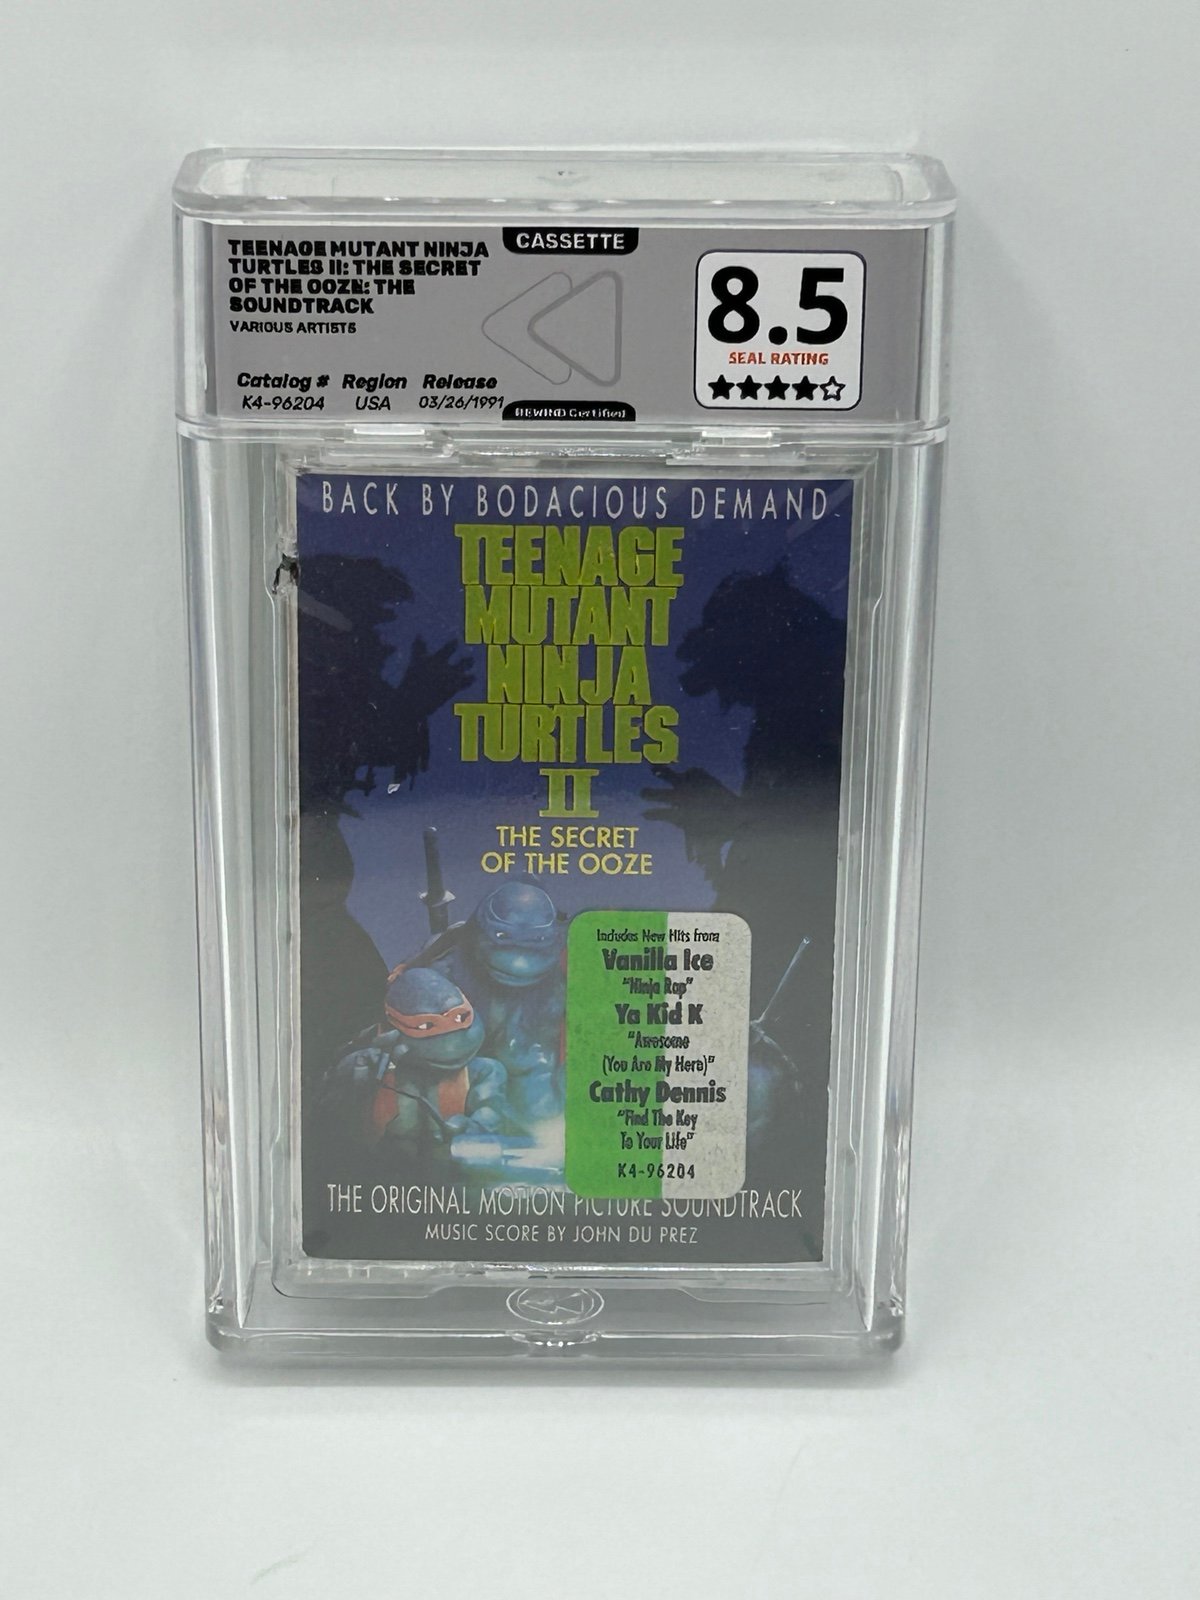 CASSETTE
TEENAGE MUTANT NINJA
TURTLES II: THE SECRET
OF THE OOZE: THE
SOUNDTRACK
VARIOUS ARTISTS
8.5
SEAL RATING
Catalog # Region Release
K4-96204 USA 03/26/1991
REWIND Certified
BACK BY BODACIOUS DEMAND
TEENAGE
MUTANT
NINJA
TURTLES
II
THE SECRET
OF THE OOZE
Includes New Hits from
Vanilla Ice
"Ninja Rap"
Ya Kid K
"Awesome
(You Are My Hero)"
Cathy Dennis
"Find The Key
To Your Life"
K4-96204
THE ORIGINAL MOTION PICTURE SOUNDTRACK
MUSIC SCORE BY JOHN DU PREZ